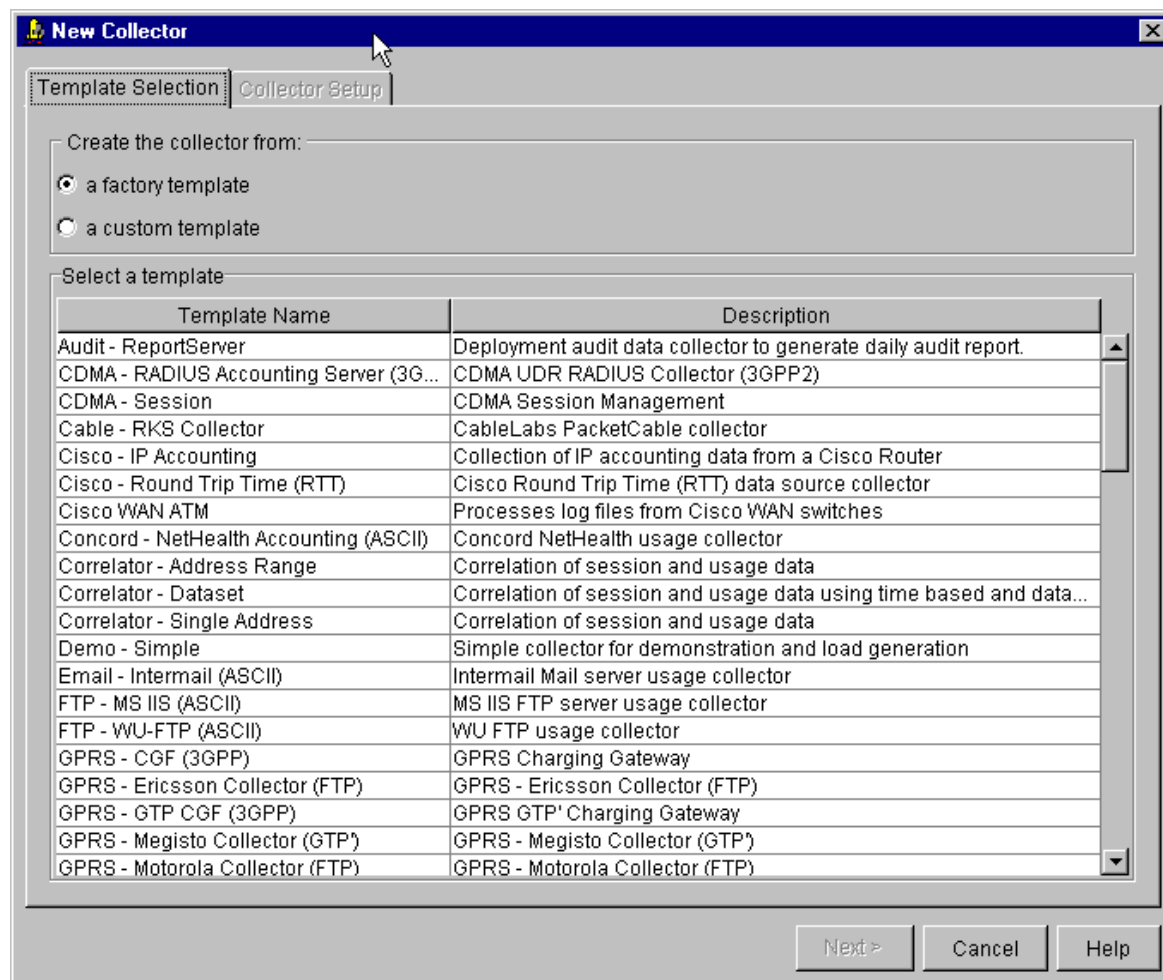 New Collector
Template Selection Collector Setup
Create the collector from:
a factory template
a custom template
Select a template
Template Name Description
Audit - ReportServer Deployment audit data collector to generate daily audit report.
CDMA - RADIUS Accounting Server (3G... CDMA UDR RADIUS Collector (3GPP2)
CDMA - Session CDMA Session Management
Cable - RKS Collector CableLabs PacketCable collector
Cisco - IP Accounting Collection of IP accounting data from a Cisco Router
Cisco - Round Trip Time (RTT) Cisco Round Trip Time (RTT) data source collector
Cisco WAN ATM Processes log files from Cisco WAN switches
Concord - NetHealth Accounting (ASCII) Concord NetHealth usage collector
Correlator - Address Range Correlation of session and usage data
Correlator - Dataset Correlation of session and usage data using time based and data...
Correlator - Single Address Correlation of session and usage data
Demo - Simple Simple collector for demonstration and load generation
Email - Intermail (ASCII) Intermail Mail server usage collector
FTP - MS IIS (ASCII) MS IIS FTP server usage collector
FTP - WU-FTP (ASCII) WU FTP usage collector
GPRS - CGF (3GPP) GPRS Charging Gateway
GPRS - Ericsson Collector (FTP) GPRS - Ericsson Collector (FTP)
GPRS - GTP CGF (3GPP) GPRS GTP' Charging Gateway
GPRS - Megisto Collector (GTP') GPRS - Megisto Collector (GTP')
GPRS - Motorola Collector (FTP) GPRS - Motorola Collector (FTP)
Next > Cancel Help